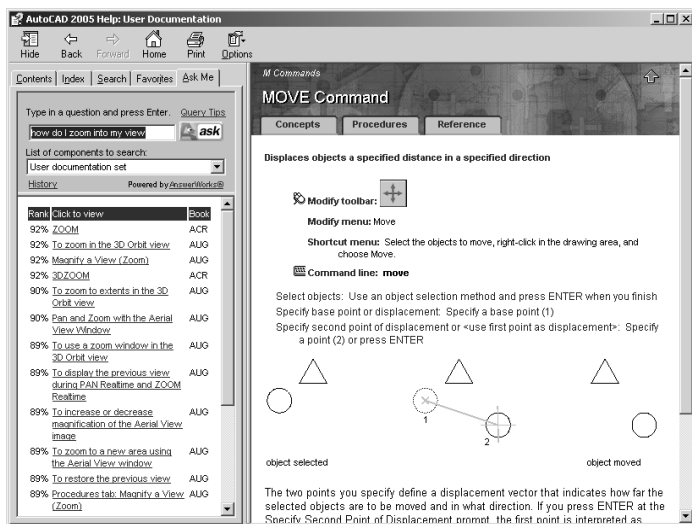 AutoCAD 2005 Help: User Documentation
Hide Back Forward Home Print Options
Contents Index Search Favorites Ask Me
Type in a question and press Enter. Query Tips
how do I zoom into my view ask
List of components to search:
User documentation set
History Powered by AnswerWorks®
Rank Click to view Book
92% ZOOM ACR
92% To zoom in the 3D Orbit view AUG
92% Magnify a View (Zoom) AUG
92% 3DZOOM ACR
90% To zoom to extents in the 3D AUG
Orbit view
90% Pan and Zoom with the Aerial AUG
View Window
89% To use a zoom window in the AUG
3D Orbit view
89% To display the previous view AUG
during PAN Realtime and ZOOM
Realtime
89% To increase or decrease AUG
magnification of the Aerial View
image
89% To zoom to a new area using AUG
the Aerial View window
89% To restore the previous view AUG
89% Procedures tab: Magnify a View AUG
(Zoom)
M Commands
MOVE Command
Concepts Procedures Reference
Displaces objects a specified distance in a specified direction
Modify toolbar:
Modify menu: Move
Shortcut menu: Select the objects to move, right-click in the drawing area, and
choose Move.
Command line: move
Select objects: Use an object selection method and press ENTER when you finish
Specify base point or displacement: Specify a base point (1)
Specify second point of displacement or <use first point as displacement>: Specify
a point (2) or press ENTER
1
2
object selected object moved
The two points you specify define a displacement vector that indicates how far the
selected objects are to be moved and in what direction. If you press ENTER at the
Specify Second Point of Displacement prompt, the first point is interpreted as